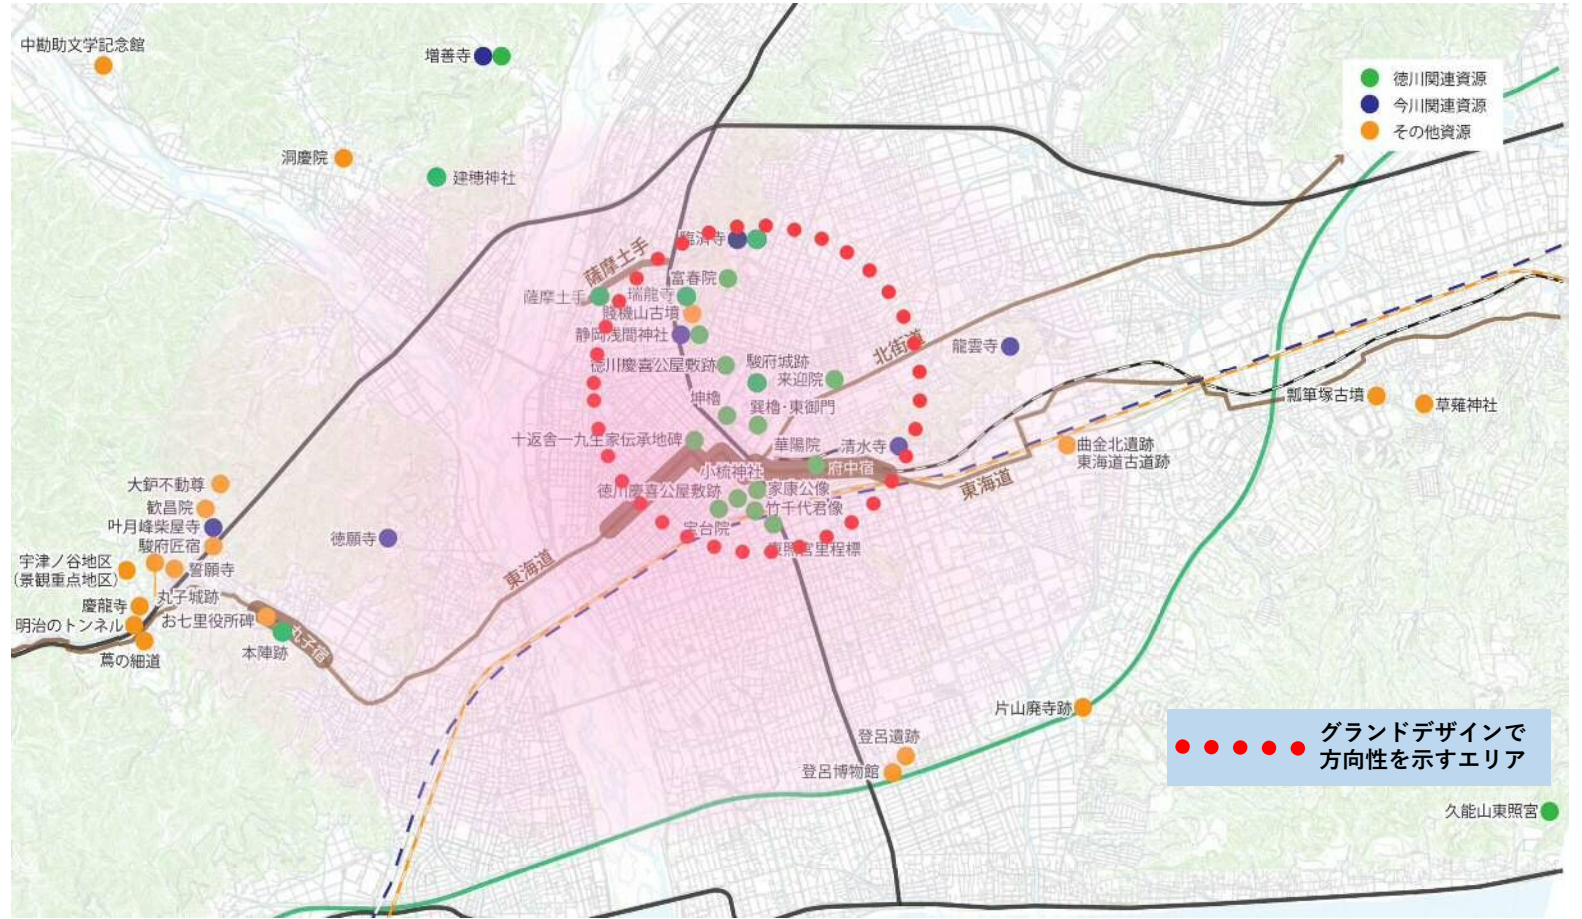 中勘助文学記念館
増善寺
徳川関連資源
今川関連資源
その他資源
洞慶院
建穂神社
臨済寺
薩摩土手
富春院
薩摩土手
瑞龍寺
賤機山古墳
静岡浅間神社
北街道
龍雲寺
徳川慶喜公屋敷跡
駿府城跡
来迎院
坤櫓
巽櫓・東御門
瓢箪塚古墳
草薙神社
十返舎一九生家伝承地碑
華陽院
清水寺
曲金北遺跡
東海道古道跡
小梳神社
府中宿
東海道
徳川慶喜公屋敷跡
家康公像
竹千代君像
宝台院
東照宮里程標
大鈩不動尊
歓昌院
叶月峰柴屋寺
駿府匠宿
徳願寺
宇津ノ谷地区
(景観重点地区)
誓願寺
東海道
慶龍寺
丸子城跡
明治のトンネル
お七里役所碑
丸子宿
蔦の細道
本陣跡
片山廃寺跡
グランドデザインで
方向性を示すエリア
登呂遺跡
登呂博物館
久能山東照宮